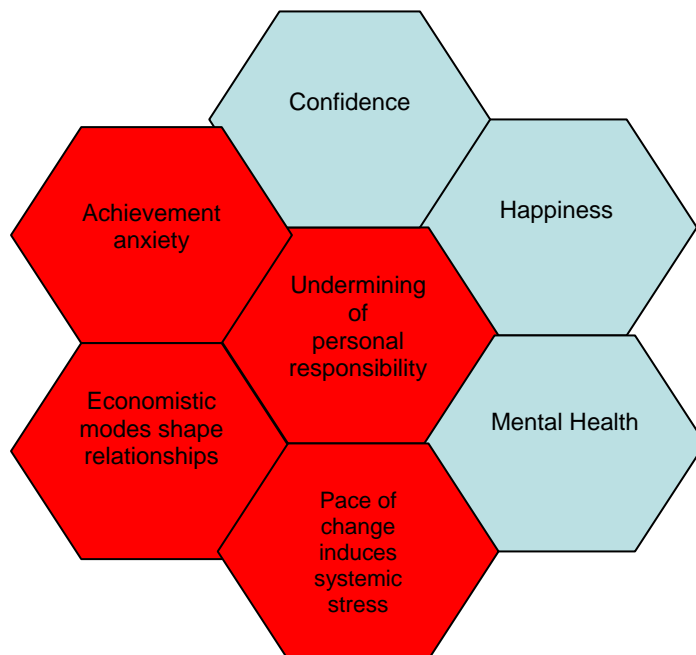 Confidence
Achievement
anxiety
Happiness
Undermining
of
personal
responsibility
Economistic
modes shape
relationships
Mental Health
Pace of
change
induces
systemic
stress